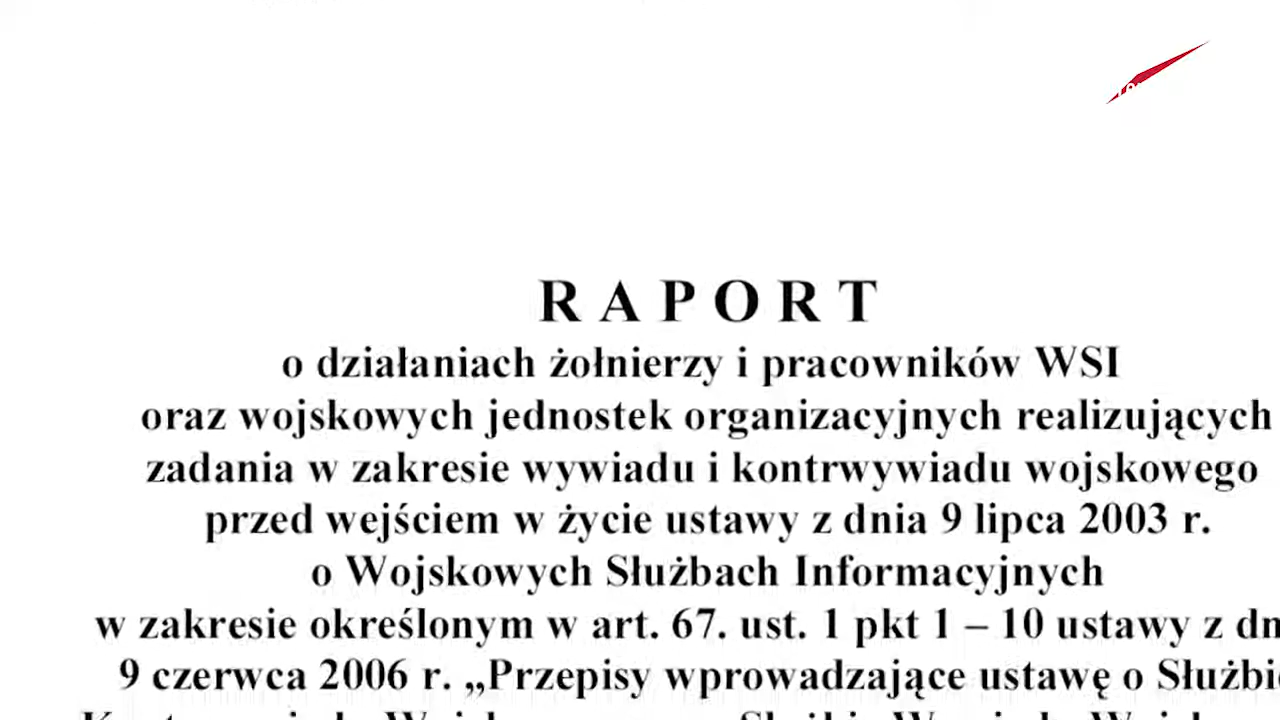 RAPORT
o działaniach żołnierzy i pracowników WSI
oraz wojskowych jednostek organizacyjnych realizujących
zadania w zakresie wywiadu i kontrwywiadu wojskowego
przed wejściem w życie ustawy z dnia 9 lipca 2003 r.
o Wojskowych Służbach Informacyjnych
w zakresie określonym w art. 67. ust. 1 pkt 1 – 10 ustawy z dn
9 czerwca 2006 r. „Przepisy wprowadzające ustawę o Służbi